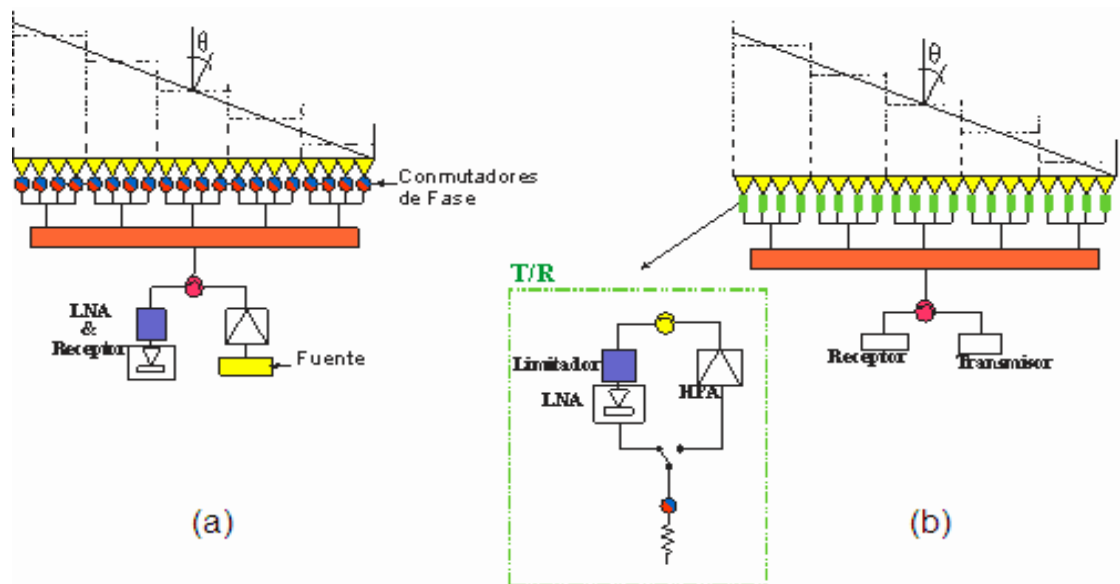 θ
θ
Conmutadores
de Fase
T/R
LNA
&
Receptor
Fuente
Limitador
LNA
HPA
Receptor
Transmisor
(a)
(b)